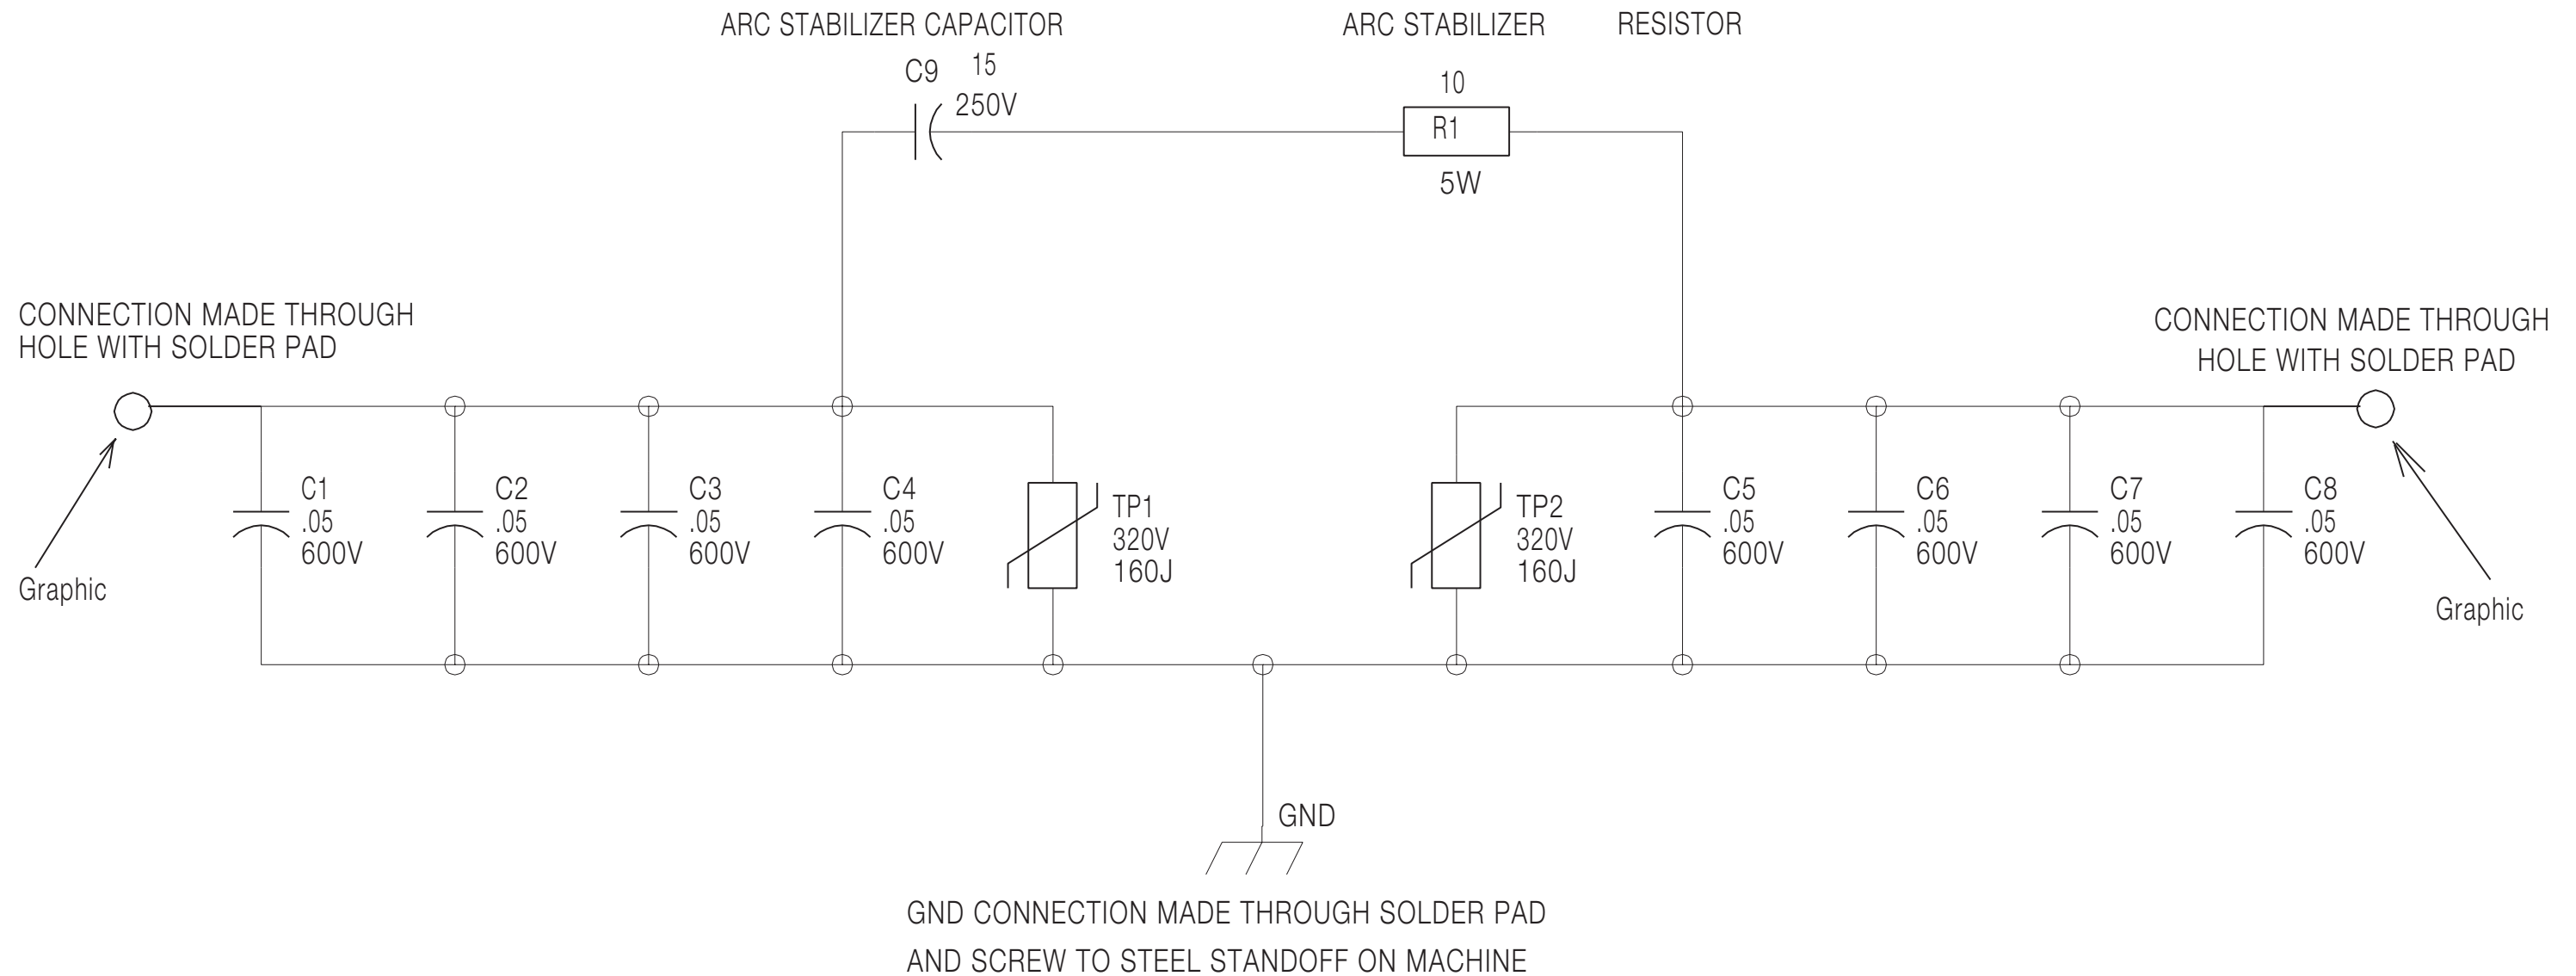 ARC STABILIZER CAPACITOR
C9
15
250V
ARC STABILIZER RESISTOR
10
R1
5W
CONNECTION MADE THROUGH
HOLE WITH SOLDER PAD
Graphic
CONNECTION MADE THROUGH
HOLE WITH SOLDER PAD
Graphic
C1
.05
600V
C2
.05
600V
C3
.05
600V
C4
.05
600V
TP1
320V
160J
TP2
320V
160J
C5
.05
600V
C6
.05
600V
C7
.05
600V
C8
.05
600V
GND
GND CONNECTION MADE THROUGH SOLDER PAD
AND SCREW TO STEEL STANDOFF ON MACHINE